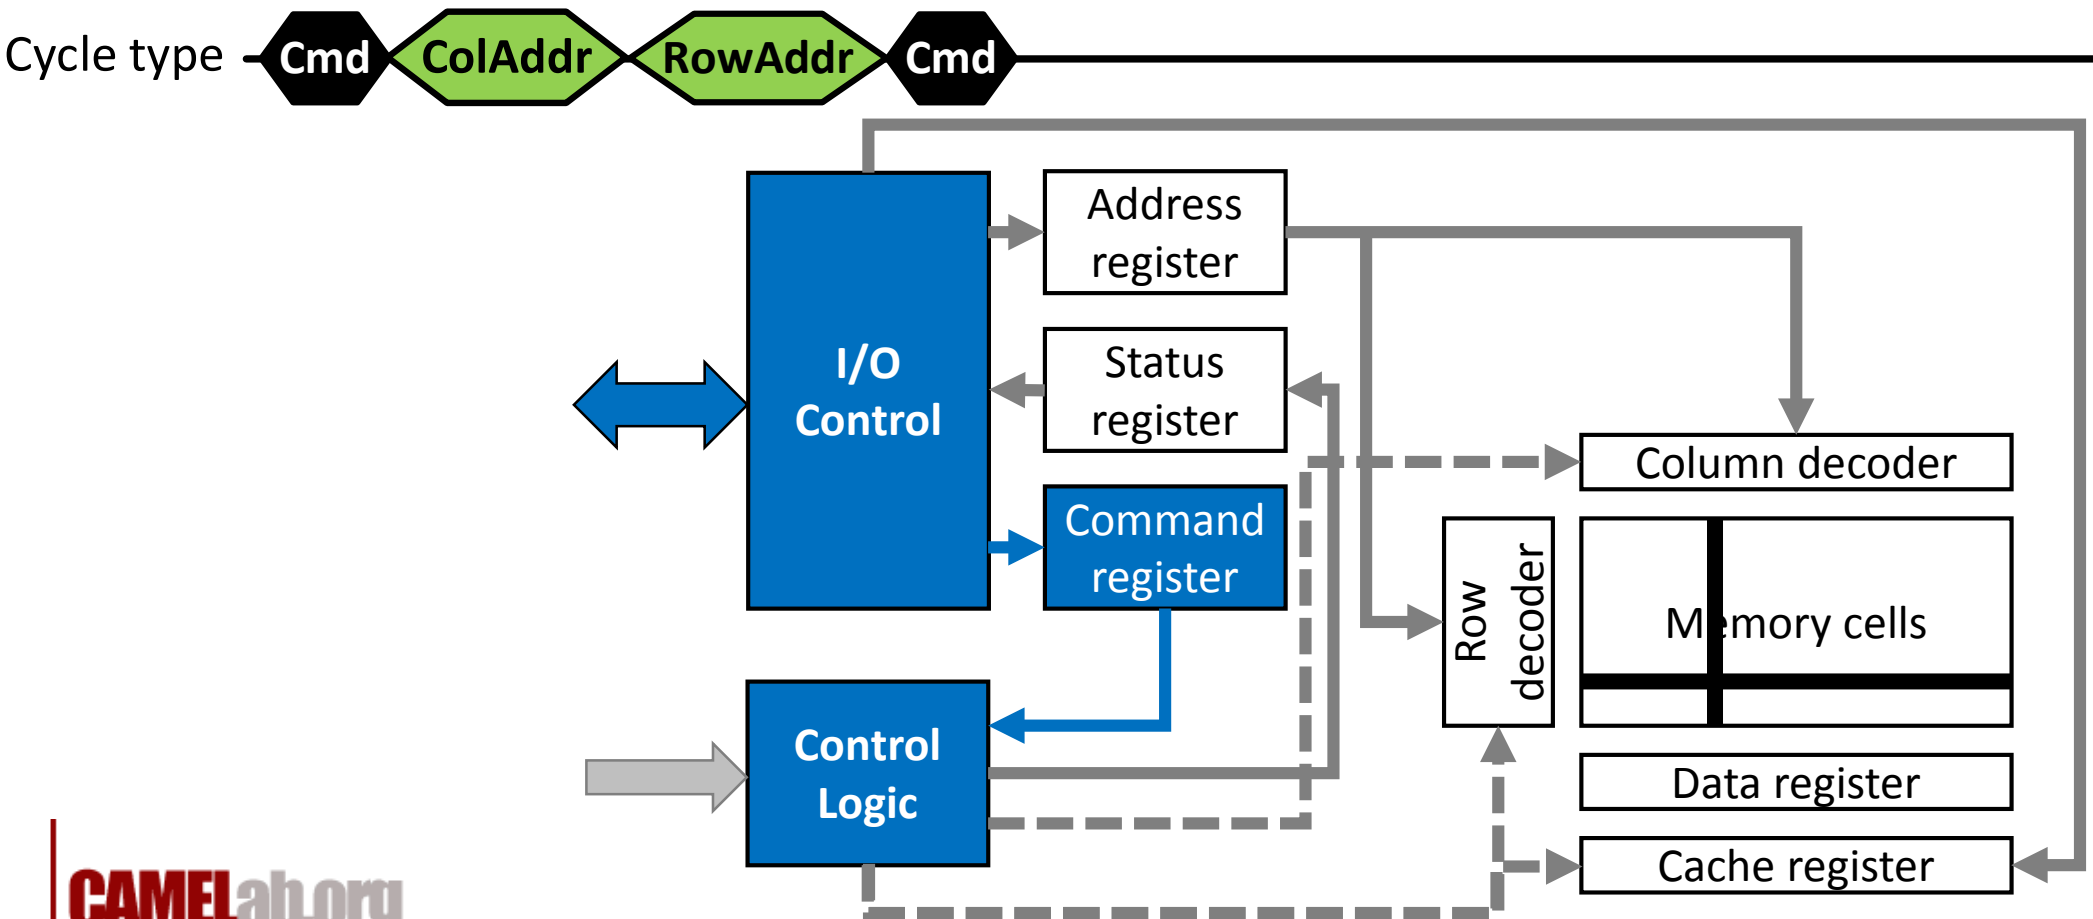 Cycle type Cmd ColAddr RowAddr Cmd
Address
register
I/O
Control
Status
register
Column decoder
Command
register
Row
decoder
Memory cells
Control
Logic
Data register
Cache register
CAMELab.org